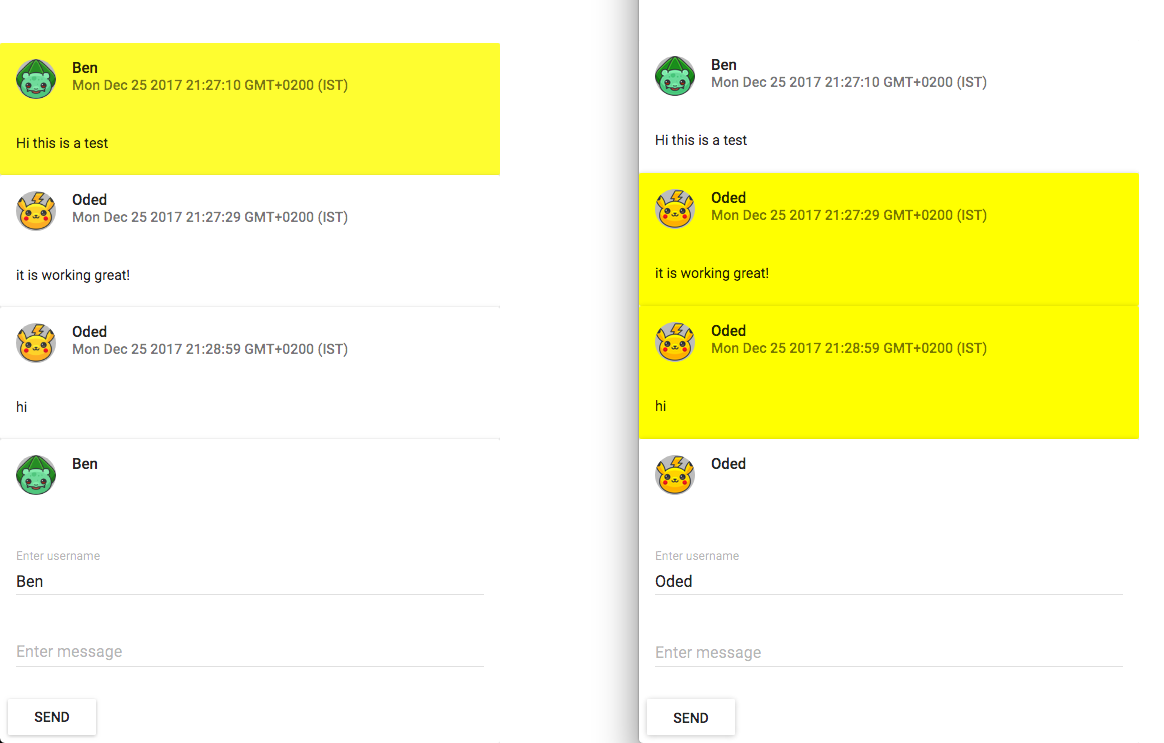 Ben
Mon Dec 25 2017 21:27:10 GMT+0200 (IST)
Hi this is a test
Oded
Mon Dec 25 2017 21:27:29 GMT+0200 (IST)
it is working great!
Oded
Mon Dec 25 2017 21:28:59 GMT+0200 (IST)
hi
Ben
Enter username
Ben
Enter message
SEND
Ben
Mon Dec 25 2017 21:27:10 GMT+0200 (IST)
Hi this is a test
Oded
Mon Dec 25 2017 21:27:29 GMT+0200 (IST)
it is working great!
Oded
Mon Dec 25 2017 21:28:59 GMT+0200 (IST)
hi
Oded
Enter username
Oded
Enter message
SEND